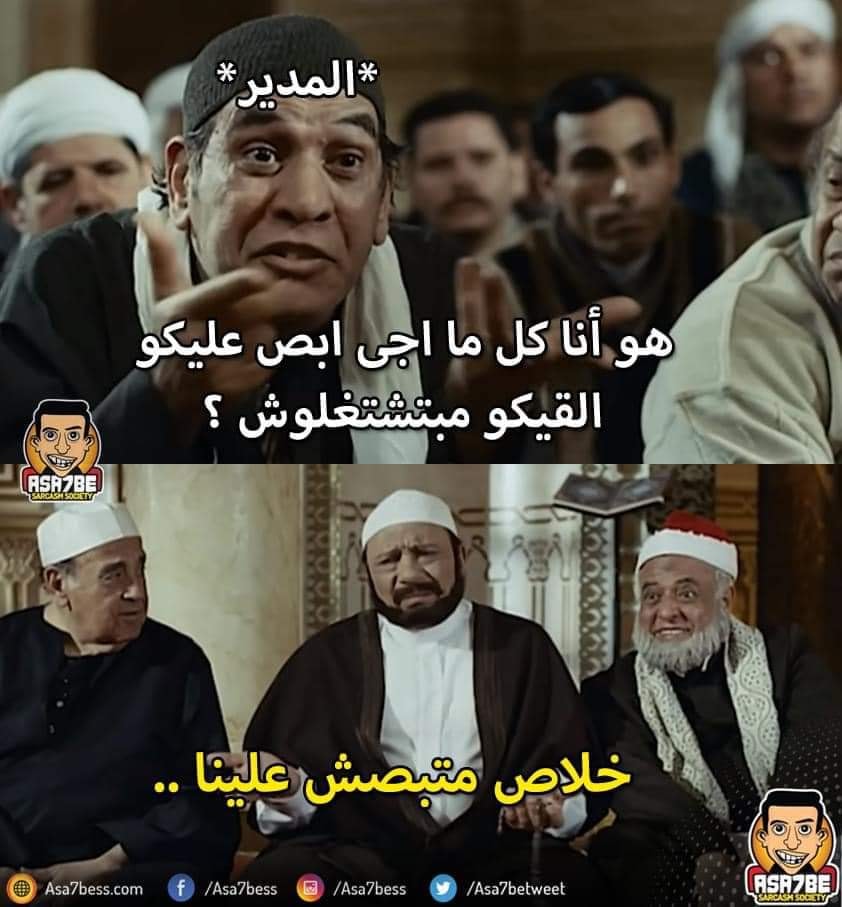 *المدير*
هو أنا كل ما اجى ابص عليكو
القيكو مبتشتغلوش ؟
ASA7BE
SARCASM SOCIETY
خلاص متبصش علينا ..
Asa7bess.com /Asa7bess /Asa7bess /Asa7betweet
ASA7BE
SARCASM SOCIETY